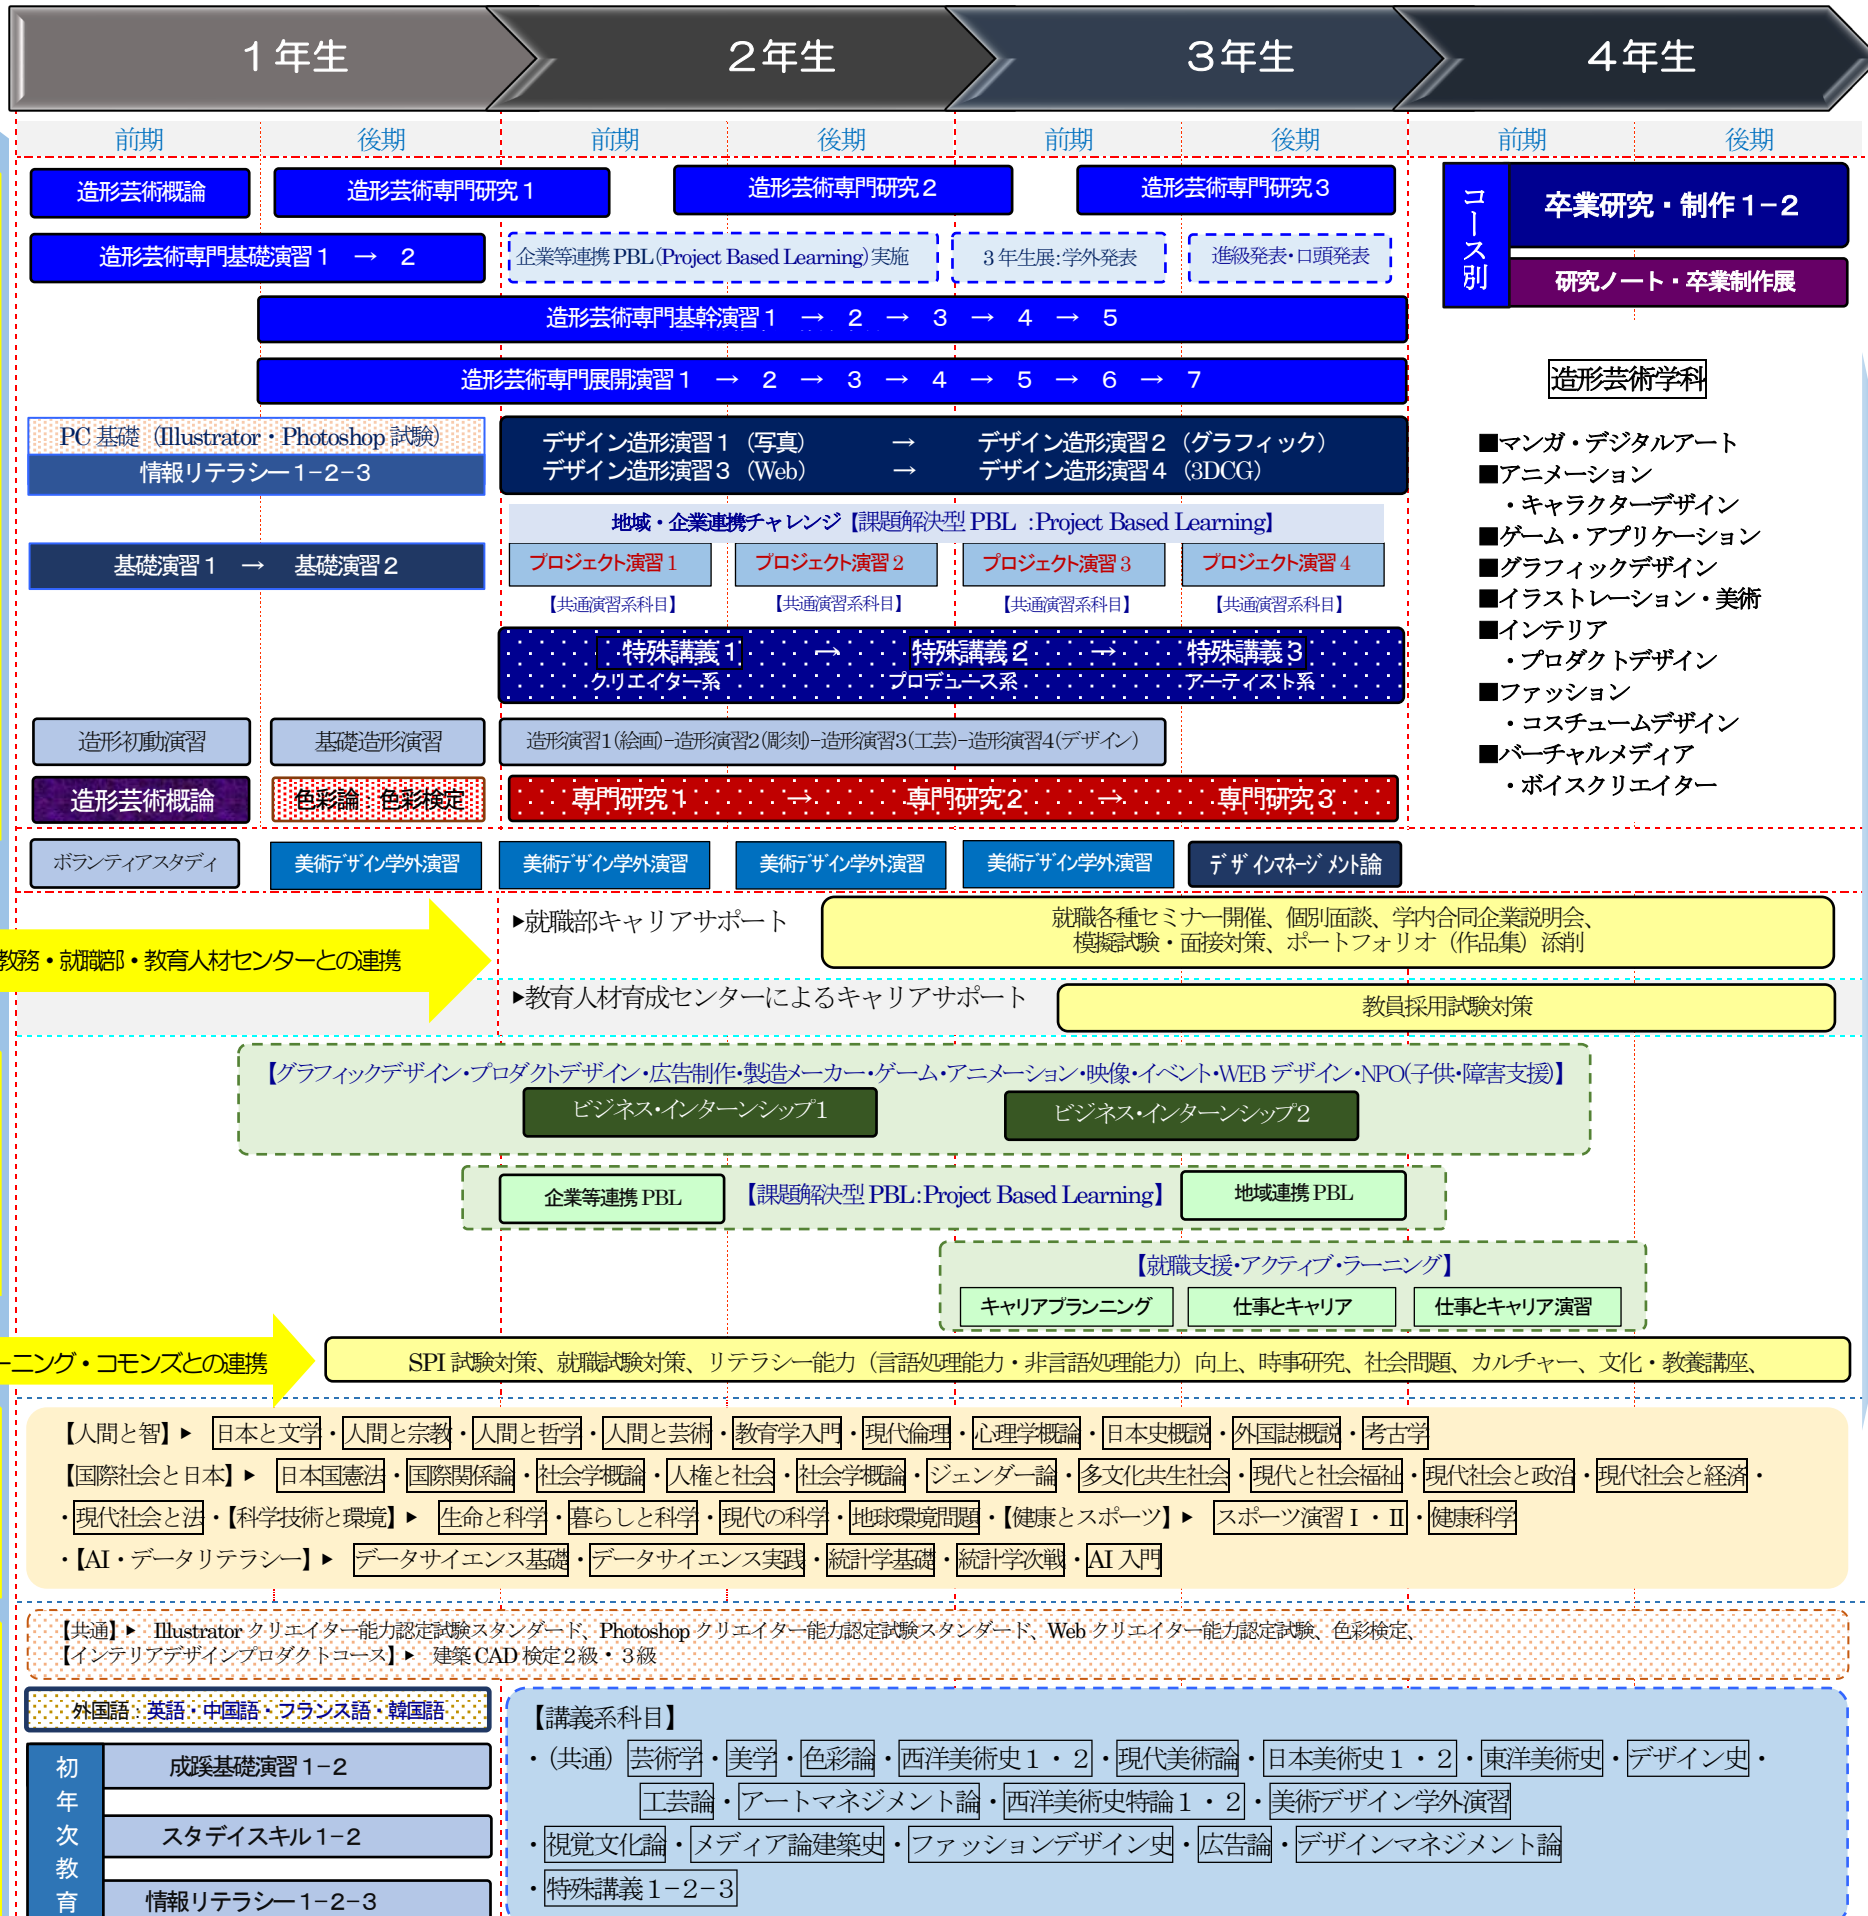 1年生
2年生
3年生
4年生
前期
後期
前期
後期
前期
後期
前期
後期
造形芸術概論
造形芸術専門研究1
造形芸術専門研究2
造形芸術専門研究3
コース別
卒業研究・制作1-2
造形芸術専門基礎演習1 → 2
企業等連携PBL(Project Based Learning)実施
3年生展:学外発表
進級発表・口頭発表
研究ノート・卒業制作展
造形芸術専門基幹演習1 → 2 → 3 → 4 → 5
造形芸術専門展開演習1 → 2 → 3 → 4 → 5 → 6 → 7
造形芸術学科
PC基礎（Illustrator・Photoshop試験）
情報リテラシー1-2-3
デザイン造形演習1（写真） → デザイン造形演習2（グラフィック）
デザイン造形演習3（Web） → デザイン造形演習4（3DCG）
■マンガ・デジタルアート
■アニメーション
・キャラクターデザイン
■ゲーム・アプリケーション
■グラフィックデザイン
■イラストレーション・美術
■インテリア
・プロダクトデザイン
■ファッション
・コスチュームデザイン
■バーチャルメディア
・ボイスクリエイター
地域・企業連携チャレンジ【課題解決型PBL :Project Based Learning】
基礎演習1 → 基礎演習2
プロジェクト演習1
プロジェクト演習2
プロジェクト演習3
プロジェクト演習4
【共通演習系科目】
【共通演習系科目】
【共通演習系科目】
【共通演習系科目】
特殊講義1 → 特殊講義2 → 特殊講義3
クリエイター系 プロデュース系 アーティスト系
造形初動演習
基礎造形演習
造形演習1(絵画)-造形演習2(彫刻)-造形演習3(工芸)-造形演習4(デザイン)
造形芸術概論
色彩論・色彩検定
専門研究1 → 専門研究2 → 専門研究3
ボランティアスタディ
美術デザイン学外演習
美術デザイン学外演習
美術デザイン学外演習
美術デザイン学外演習
デザインマネージメント論
教務・就職部・教育人材センターとの連携
▶就職部キャリアサポート
就職各種セミナー開催、個別面談、学内合同企業説明会、
模擬試験・面接対策、ポートフォリオ（作品集）添削
▶教育人材育成センターによるキャリアサポート
教員採用試験対策
【グラフィックデザイン・プロダクトデザイン・広告制作・製造メーカー・ゲーム・アニメーション・映像・イベント・WEBデザイン・NPO(子供・障害支援)】
ビジネス・インターンシップ1
ビジネス・インターンシップ2
企業等連携PBL
【課題解決型PBL:Project Based Learning】
地域連携PBL
【就職支援・アクティブ・ラーニング】
キャリアプランニング
仕事とキャリア
仕事とキャリア演習
ーニング・コモンズとの連携
SPI試験対策、就職試験対策、リテラシー能力（言語処理能力・非言語処理能力）向上、時事研究、社会問題、カルチャー、文化・教養講座、
【人間と智】▶ 日本と文学・人間と宗教・人間と哲学・人間と芸術・教育学入門・現代倫理・心理学概論・日本史概説・外国誌概説・考古学
【国際社会と日本】▶ 日本国憲法・国際関係論・社会学概論・人権と社会・社会学概論・ジェンダー論・多文化共生社会・現代と社会福祉・現代社会と政治・現代社会と経済・
・現代社会と法・【科学技術と環境】▶ 生命と科学・暮らしと科学・現代の科学・地球環境問題・【健康とスポーツ】▶ スポーツ演習Ⅰ・Ⅱ・健康科学
・【AI・データリテラシー】▶ データサイエンス基礎・データサイエンス実践・統計学基礎・統計学次戦・AI入門
【共通】▶ Illustratorクリエイター能力認定試験スタンダード、Photoshopクリエイター能力認定試験スタンダード、Webクリエイター能力認定試験、色彩検定、
【インテリアデザインプロダクトコース】▶ 建築CAD検定2級・3級
外国語：英語・中国語・フランス語・韓国語
初年次教育
成蹊基礎演習1-2
スタデイスキル1-2
情報リテラシー1-2-3
【講義系科目】
・（共通）芸術学・美学・色彩論・西洋美術史1・2・現代美術論・日本美術史1・2・東洋美術史・デザイン史・
工芸論・アートマネジメント論・西洋美術史特論1・2・美術デザイン学外演習
・視覚文化論・メディア論建築史・ファッションデザイン史・広告論・デザインマネジメント論
・特殊講義1-2-3